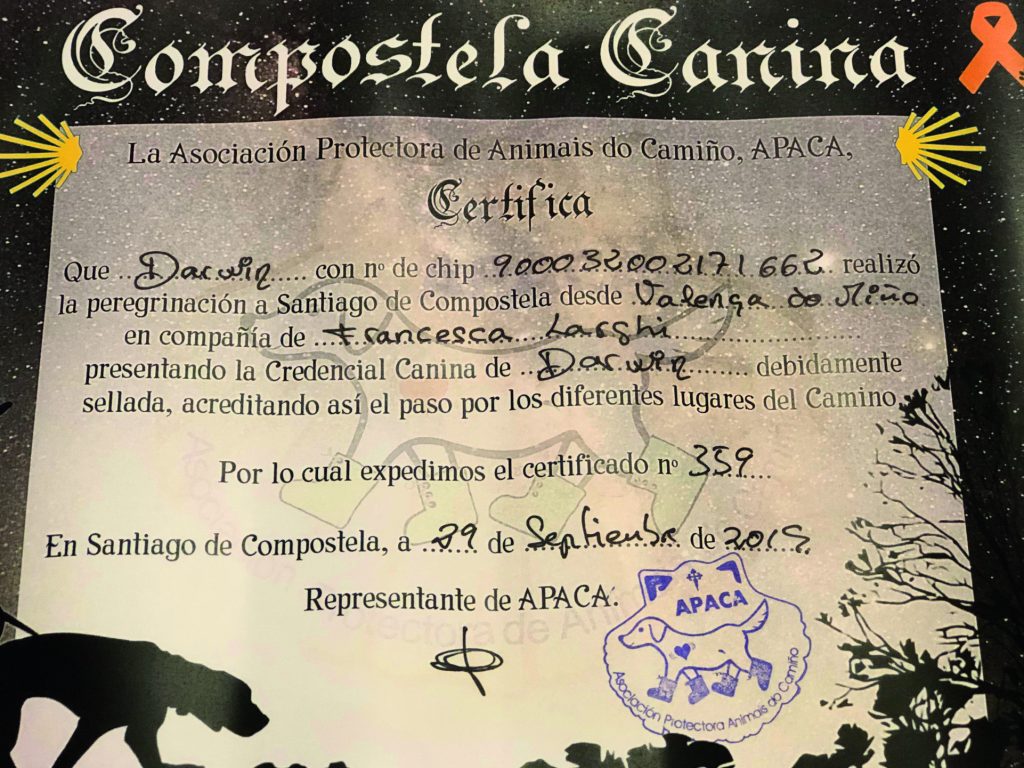 Compostela Canina
La Asociación Protectora de Animais do Camiño, APACA,
Certifica
Que ..Darwin..... con nº de chip .900032002171662.. realizó
la peregrinación a Santiago de Compostela desde .Valença do Miño.
en compañía de ...Francesca Larghi..............................
presentando la Credencial Canina de ..Darwin......... debidamente
sellada, acreditando así el paso por los diferentes lugares del Camino.
Por lo cual expedimos el certificado nº 359....
En Santiago de Compostela, a .29. de Septiembre de 2019.
Representante de APACA:
APACA
Asociación Protectora Animais do Camiño